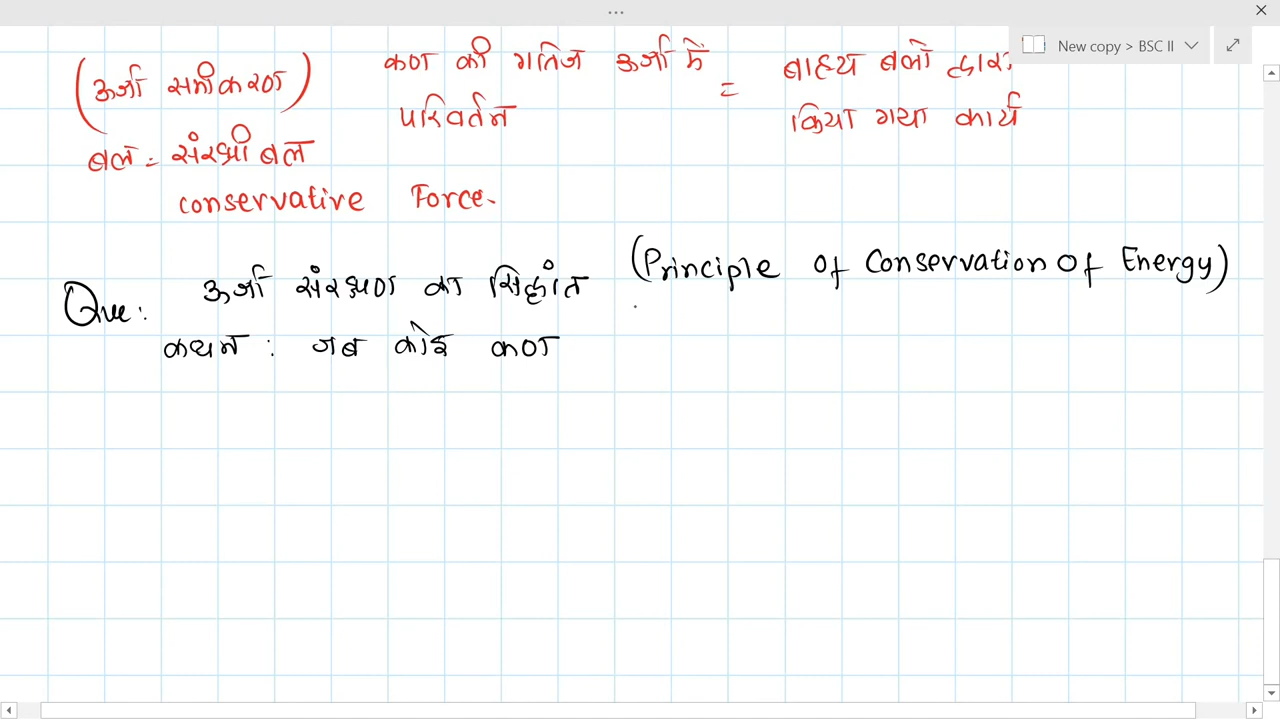 New copy > BSC II
(ऊर्जा समीकरण) कण की गतिज ऊर्जा में = बाह्य बलों द्वारा
परिवर्तन किया गया कार्य
बल = संरक्षी बल
conservative Force.
Que: ऊर्जा संरक्षण का सिद्धांत (Principle of Conservation Of Energy)
कथन : जब कोई कण